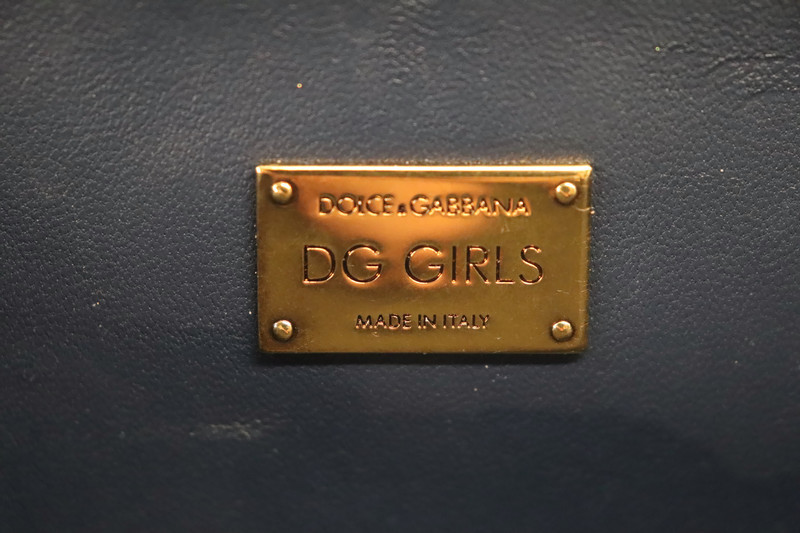 DOLCE & GABBANA
DG GIRLS
MADE IN ITALY